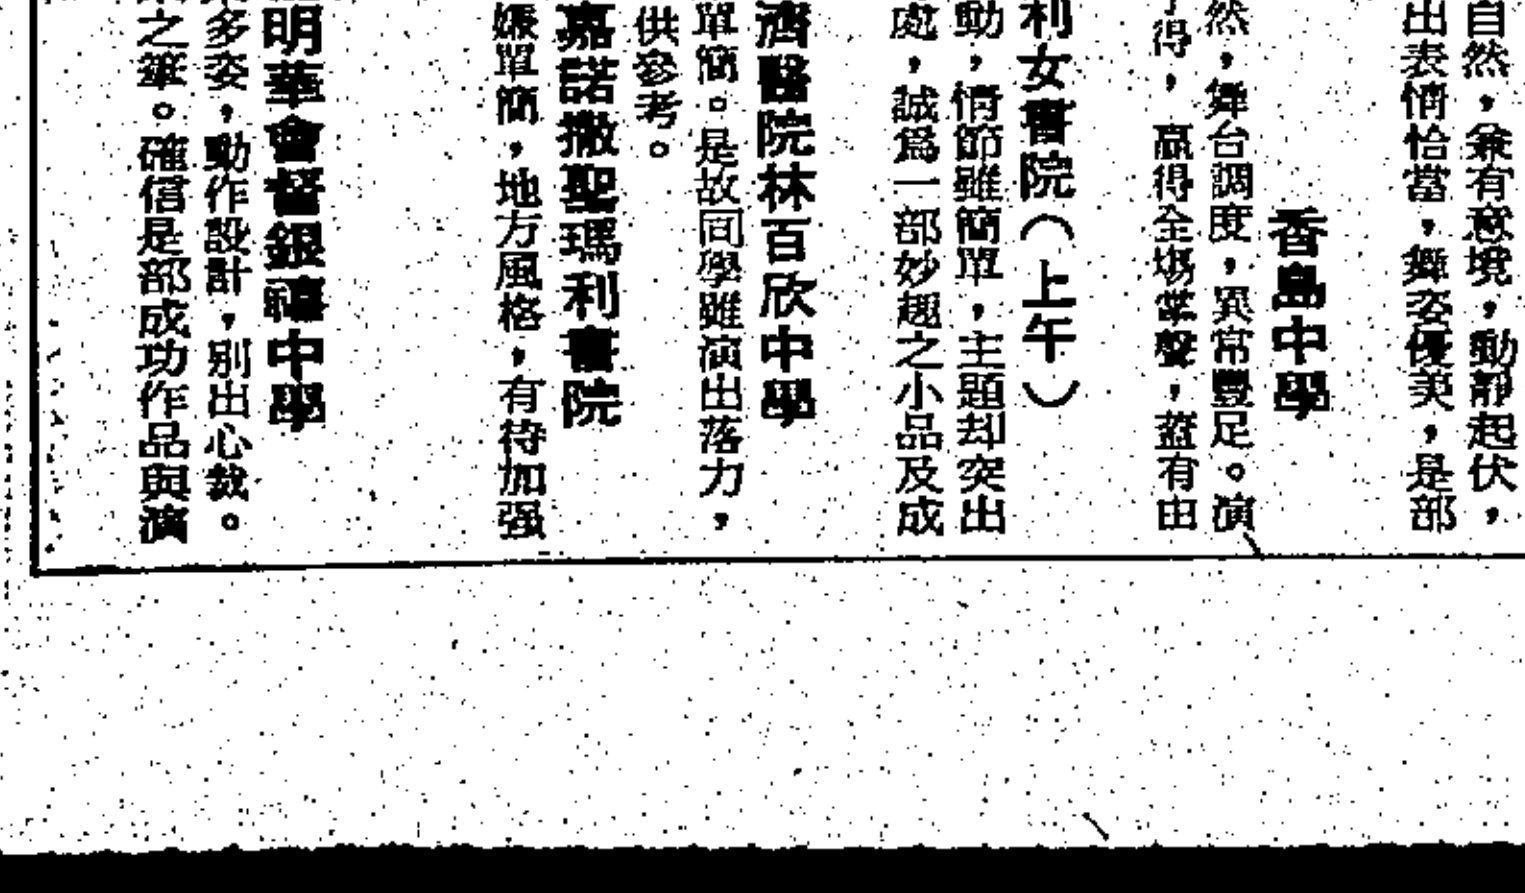 自然，兼有意境，動靜起伏，
出表情恰當，舞姿優美，是部
香島中學
然，舞台調度，異常豐足。演
得，贏得全場掌聲，蓋有由
利女書院（上午）
動，情節雖簡單，主題却突出
處，誠爲一部妙趣之小品及成
濟醫院林百欣中學
單簡。是故同學雖演出落力，
供參考。
嘉諾撒聖瑪利書院
嫌單簡，地方風格，有待加强
明華會督銀禧中學
多姿，動作設計，別出心裁。
之筆。確信是部成功作品與演